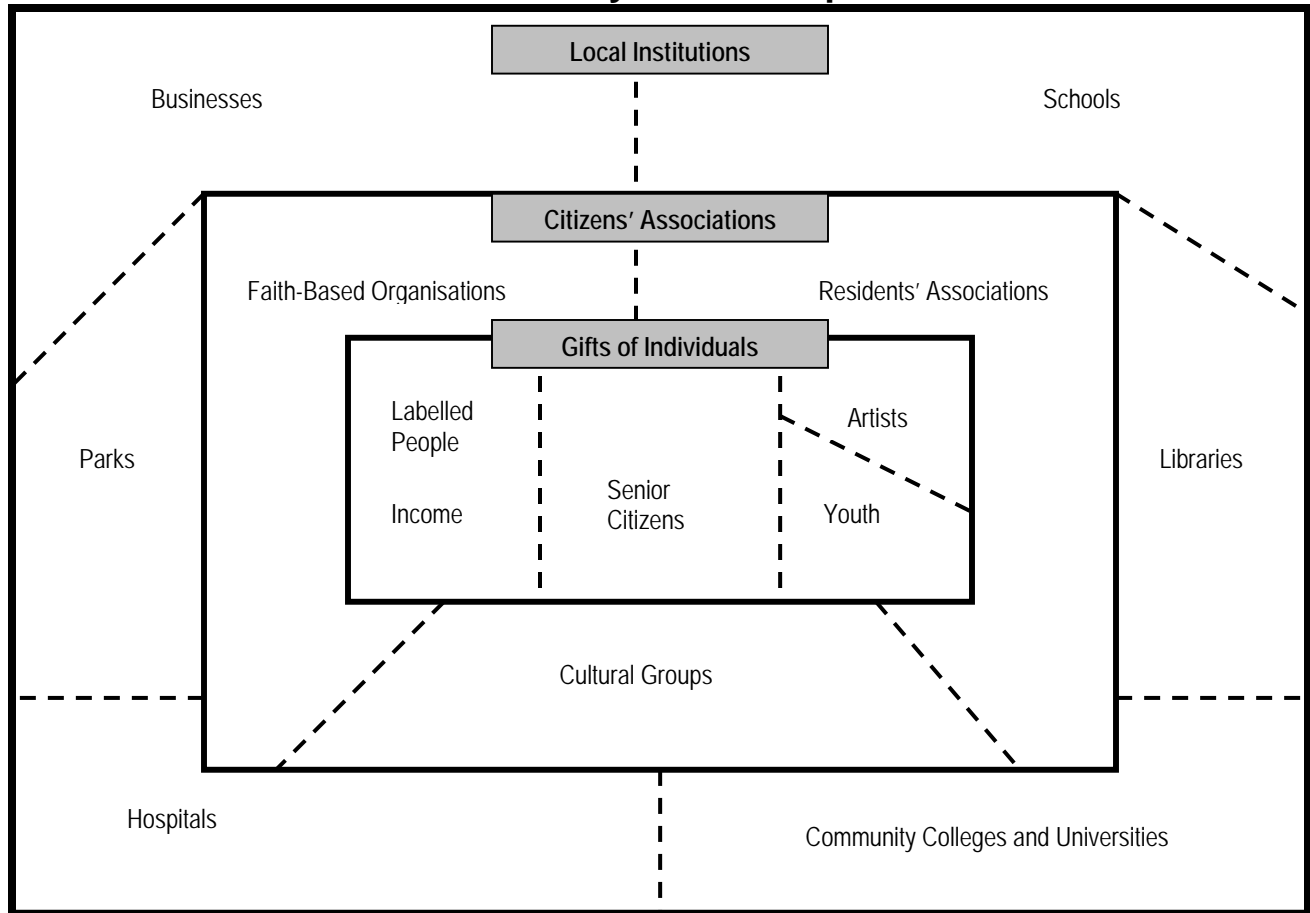 Local Institutions
Businesses
Schools
Citizens' Associations
Faith-Based Organisations
Residents' Associations
Gifts of Individuals
Labelled
People
Artists
Parks
Libraries
Income
Senior
Citizens
Youth
Cultural Groups
Hospitals
Community Colleges and Universities